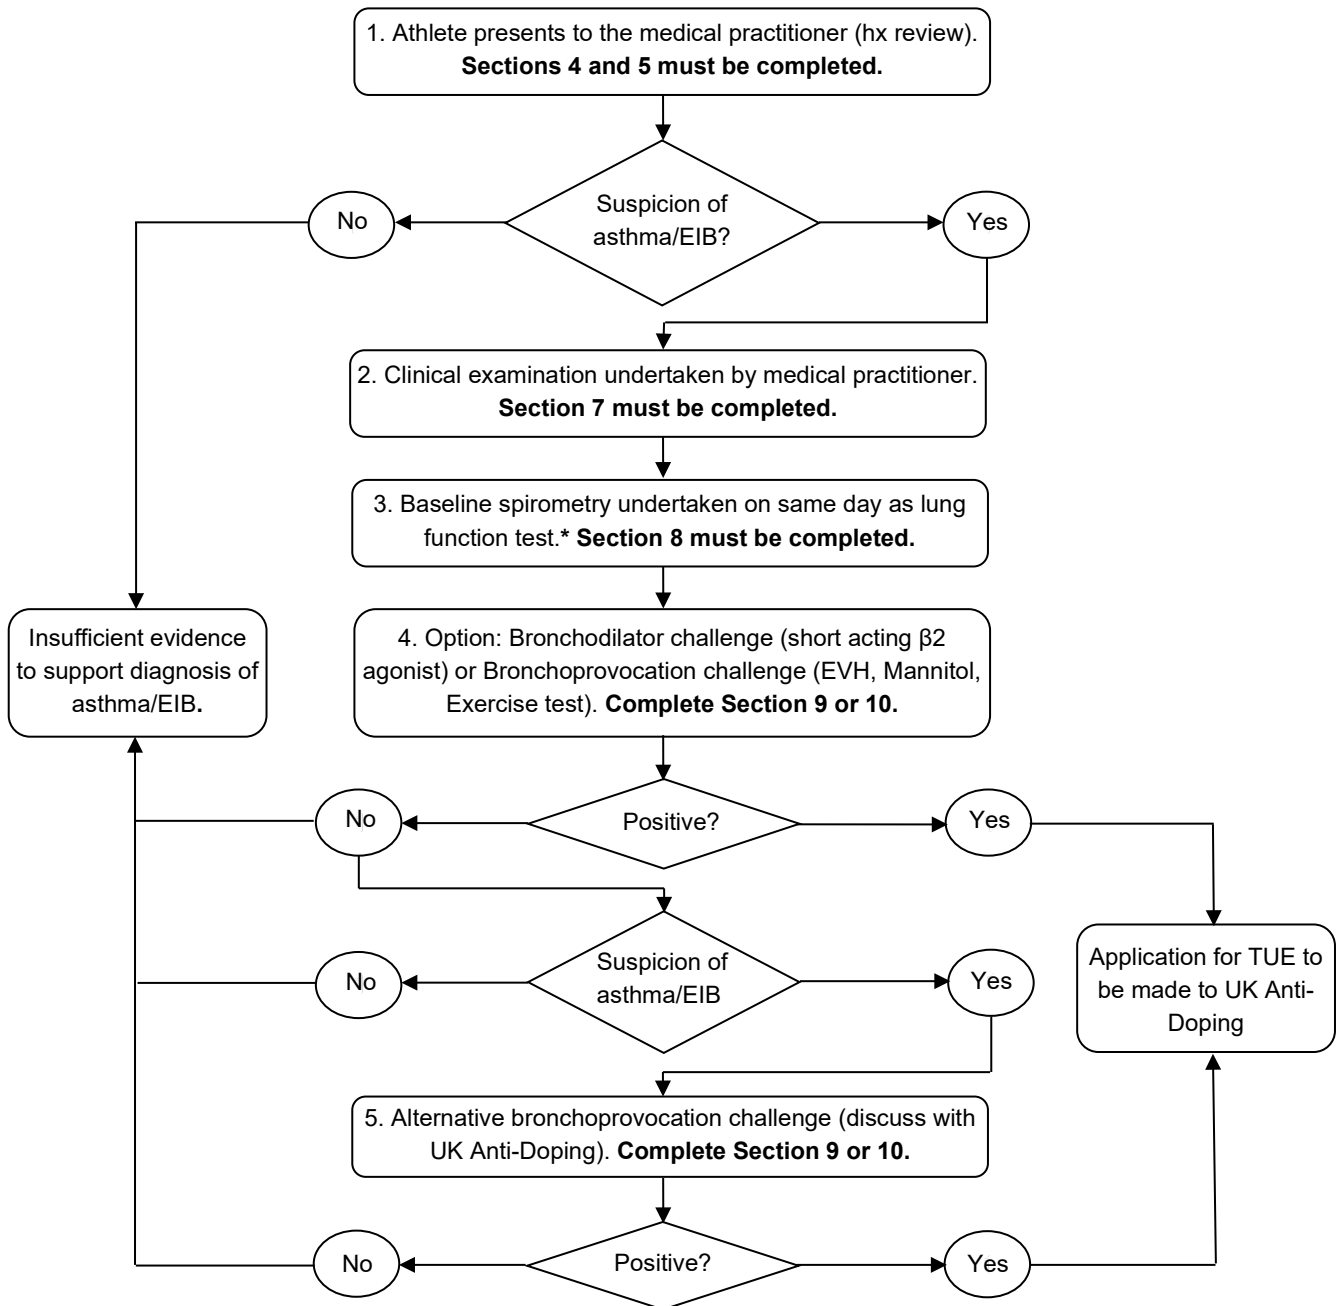 1. Athlete presents to the medical practitioner (hx review).
Sections 4 and 5 must be completed.
Suspicion of
asthma/EIB?
No
Yes
2. Clinical examination undertaken by medical practitioner.
Section 7 must be completed.
3. Baseline spirometry undertaken on same day as lung
function test.* Section 8 must be completed.
Insufficient evidence
to support diagnosis of
asthma/EIB.
4. Option: Bronchodilator challenge (short acting β2
agonist) or Bronchoprovocation challenge (EVH, Mannitol,
Exercise test). Complete Section 9 or 10.
No
Positive?
Yes
No
Suspicion of
asthma/EIB
Yes
Application for TUE to
be made to UK Anti-
Doping
5. Alternative bronchoprovocation challenge (discuss with
UK Anti-Doping). Complete Section 9 or 10.
No
Positive?
Yes